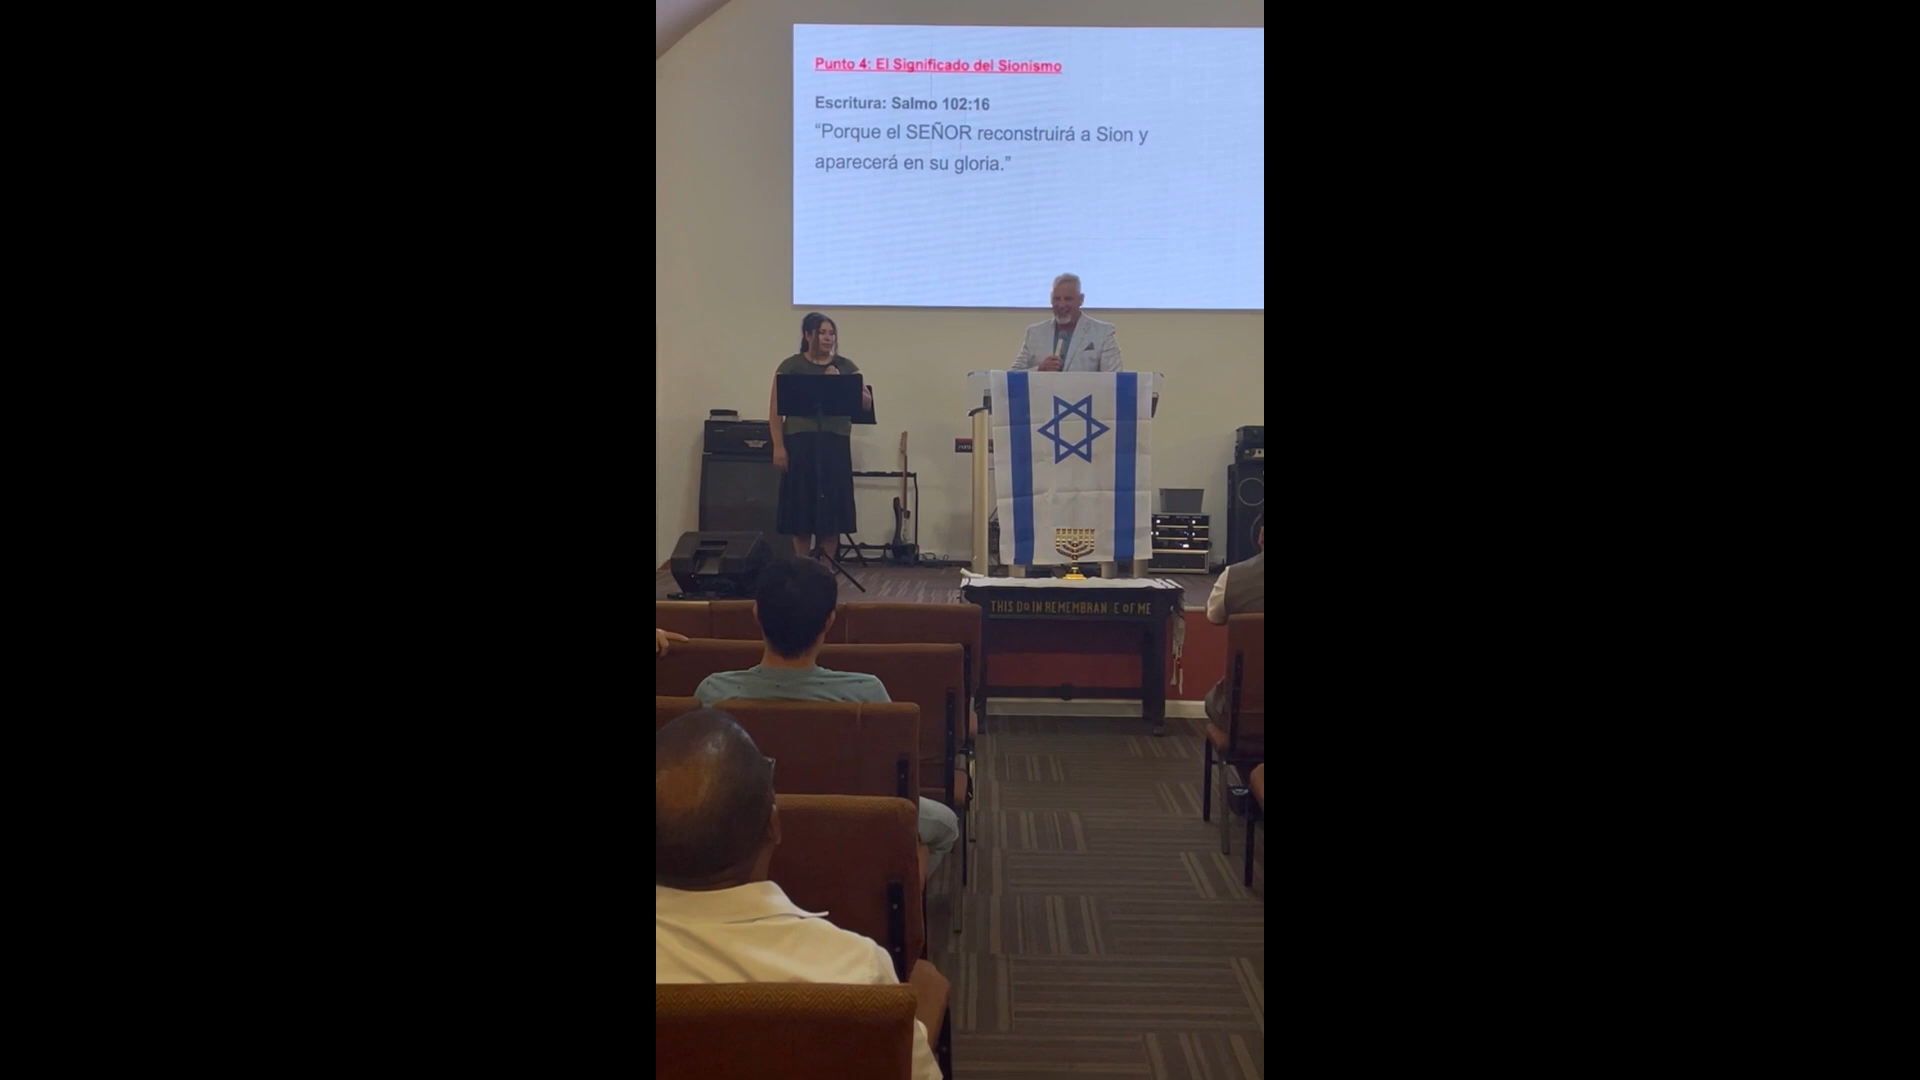 Punto 4: El Significado del Sionismo
Escritura: Salmo 102:16
“Porque el SEÑOR reconstruirá a Sion y
aparecerá en su gloria.”
THIS DO IN REMEMBRAN E OF ME